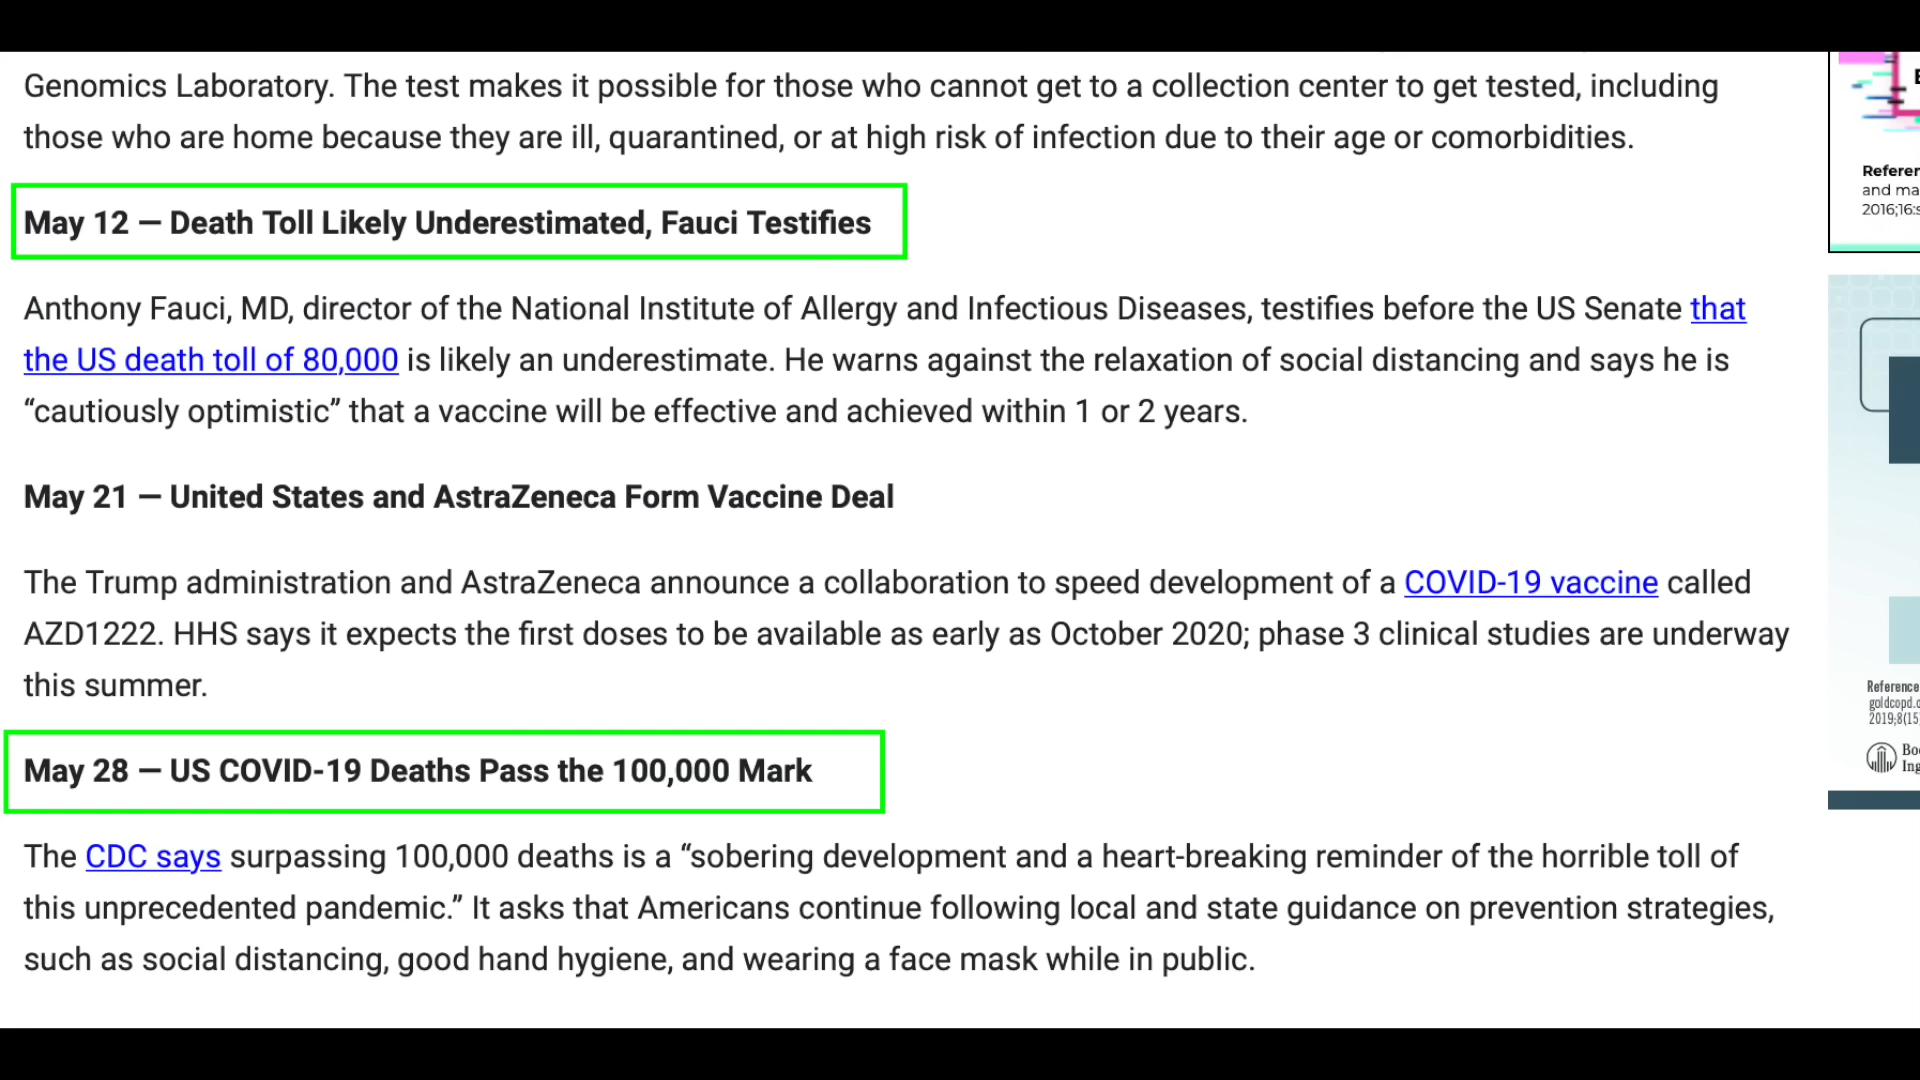 Genomics Laboratory. The test makes it possible for those who cannot get to a collection center to get tested, including
those who are home because they are ill, quarantined, or at high risk of infection due to their age or comorbidities.
May 12 — Death Toll Likely Underestimated, Fauci Testifies
Anthony Fauci, MD, director of the National Institute of Allergy and Infectious Diseases, testifies before the US Senate that
the US death toll of 80,000 is likely an underestimate. He warns against the relaxation of social distancing and says he is
“cautiously optimistic” that a vaccine will be effective and achieved within 1 or 2 years.
May 21 — United States and AstraZeneca Form Vaccine Deal
The Trump administration and AstraZeneca announce a collaboration to speed development of a COVID-19 vaccine called
AZD1222. HHS says it expects the first doses to be available as early as October 2020; phase 3 clinical studies are underway
this summer.
May 28 — US COVID-19 Deaths Pass the 100,000 Mark
The CDC says surpassing 100,000 deaths is a “sobering development and a heart-breaking reminder of the horrible toll of
this unprecedented pandemic.” It asks that Americans continue following local and state guidance on prevention strategies,
such as social distancing, good hand hygiene, and wearing a face mask while in public.
and ma
2016;16:s
Reference
goldcopd.o
2019;8(15)